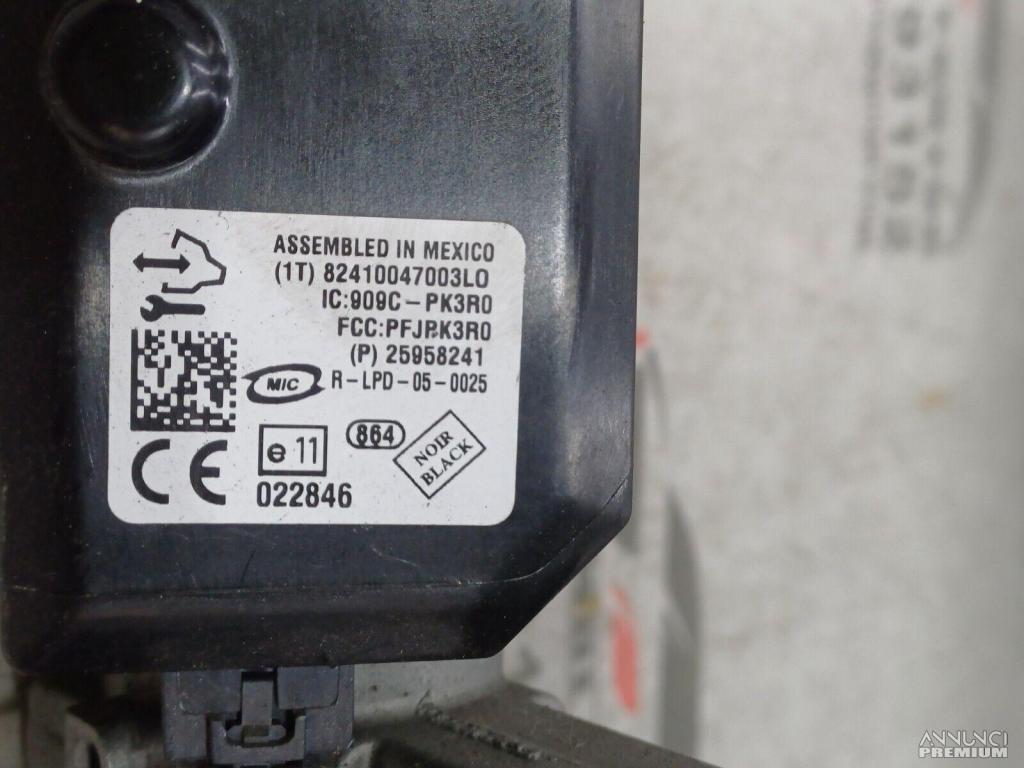 ASSEMBLED IN MEXICO
(1T) 82410047003LO
IC:909C-PK3R0
FCC:PFJPK3R0
(P) 25958241
MIC R-LPD-05-0025
864
NOIR
BLACK
CE
e 11
022846
ANNUNCI
PREMIUM